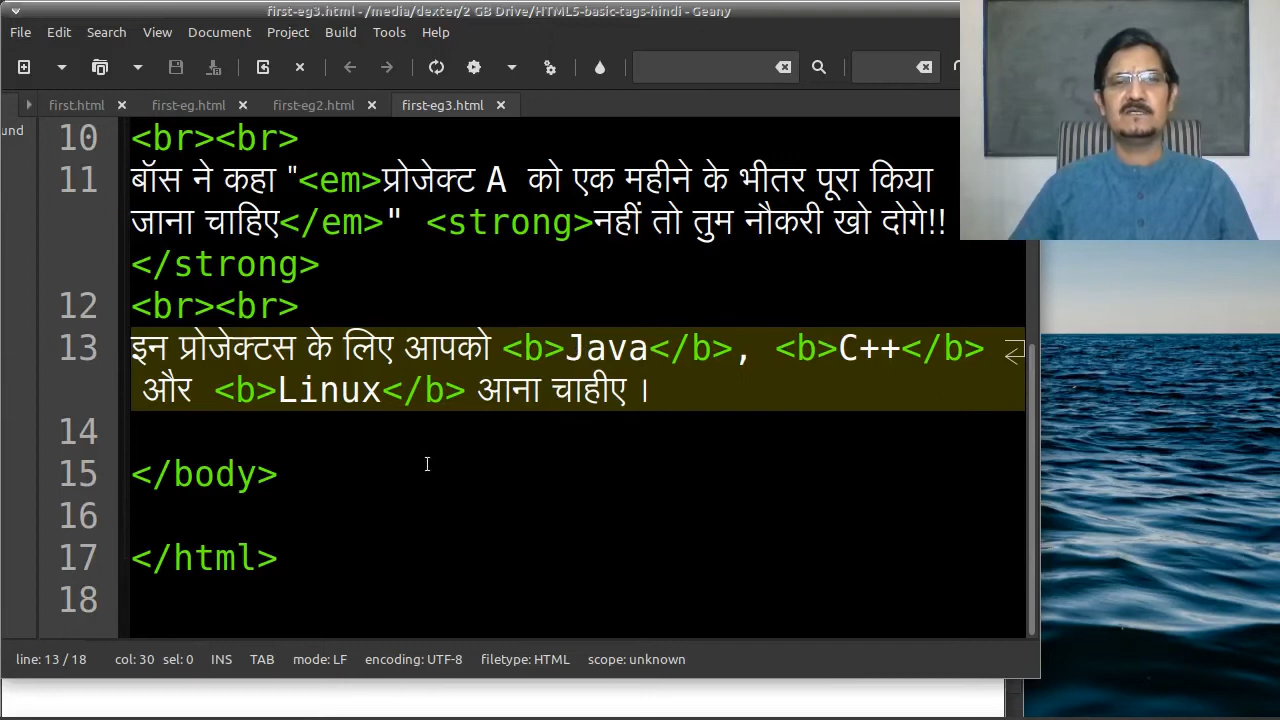 first-eg3.html - /media/dexter/2 GB Drive/HTML5-basic-tags-hindi - Geany
File Edit Search View Document Project Build Tools Help
first.html first-eg.html first-eg2.html first-eg3.html
und
10 <br><br>
11 बॉस ने कहा "<em>प्रोजेक्ट A को एक महीने के भीतर पूरा किया
जाना चाहिए</em>" <strong>नहीं तो तुम नौकरी खो दोगे!!
</strong>
12 <br><br>
13 इन प्रोजेक्टस के लिए आपको <b>Java</b>, <b>C++</b>
और <b>Linux</b> आना चाहीए ।
14
15 </body>
16
17 </html>
18
line: 13 / 18 col: 30 sel: 0 INS TAB mode: LF encoding: UTF-8 filetype: HTML scope: unknown